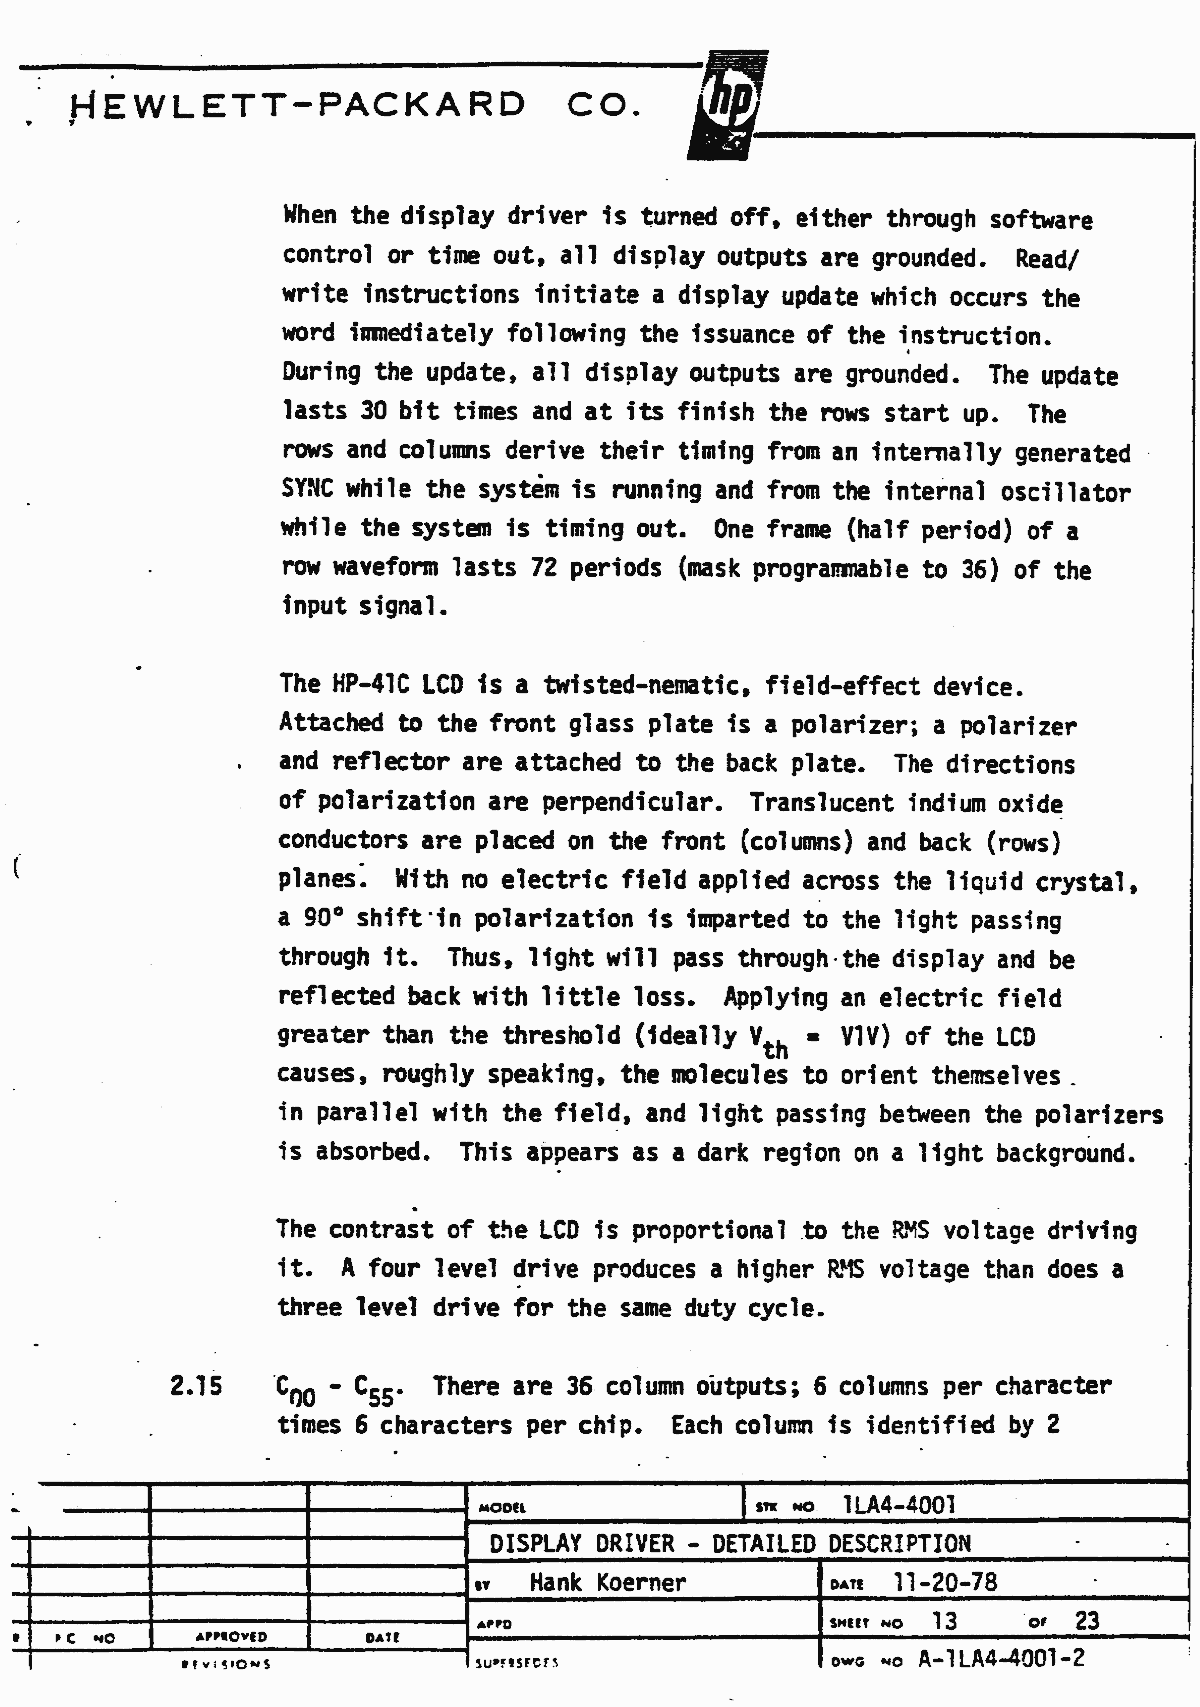 HEWLETT-PACKARD CO.
hp
When the display driver is turned off, either through software
control or time out, all display outputs are grounded. Read/
write instructions initiate a display update which occurs the
word immediately following the issuance of the instruction.
During the update, all display outputs are grounded. The update
lasts 30 bit times and at its finish the rows start up. The
rows and columns derive their timing from an internally generated
SYNC while the system is running and from the internal oscillator
while the system is timing out. One frame (half period) of a
row waveform lasts 72 periods (mask programmable to 36) of the
input signal.
The HP-41C LCD is a twisted-nematic, field-effect device.
Attached to the front glass plate is a polarizer; a polarizer
and reflector are attached to the back plate. The directions
of polarization are perpendicular. Translucent indium oxide
conductors are placed on the front (columns) and back (rows)
planes. With no electric field applied across the liquid crystal,
a 90° shift in polarization is imparted to the light passing
through it. Thus, light will pass through the display and be
reflected back with little loss. Applying an electric field
greater than the threshold (ideally Vth = V1V) of the LCD
causes, roughly speaking, the molecules to orient themselves
in parallel with the field, and light passing between the polarizers
is absorbed. This appears as a dark region on a light background.
The contrast of the LCD is proportional to the RMS voltage driving
it. A four level drive produces a higher RMS voltage than does a
three level drive for the same duty cycle.
2.15 C00 - C55. There are 36 column outputs; 6 columns per character
times 6 characters per chip. Each column is identified by 2
MODEL STK NO 1LA4-4001
DISPLAY DRIVER - DETAILED DESCRIPTION
BY Hank Koerner DATE 11-20-78
APPD SHEET NO 13 OF 23
PC NO APPROVED DATE
REVISIONS SUPERSEDES DWG NO A-1LA4-4001-2